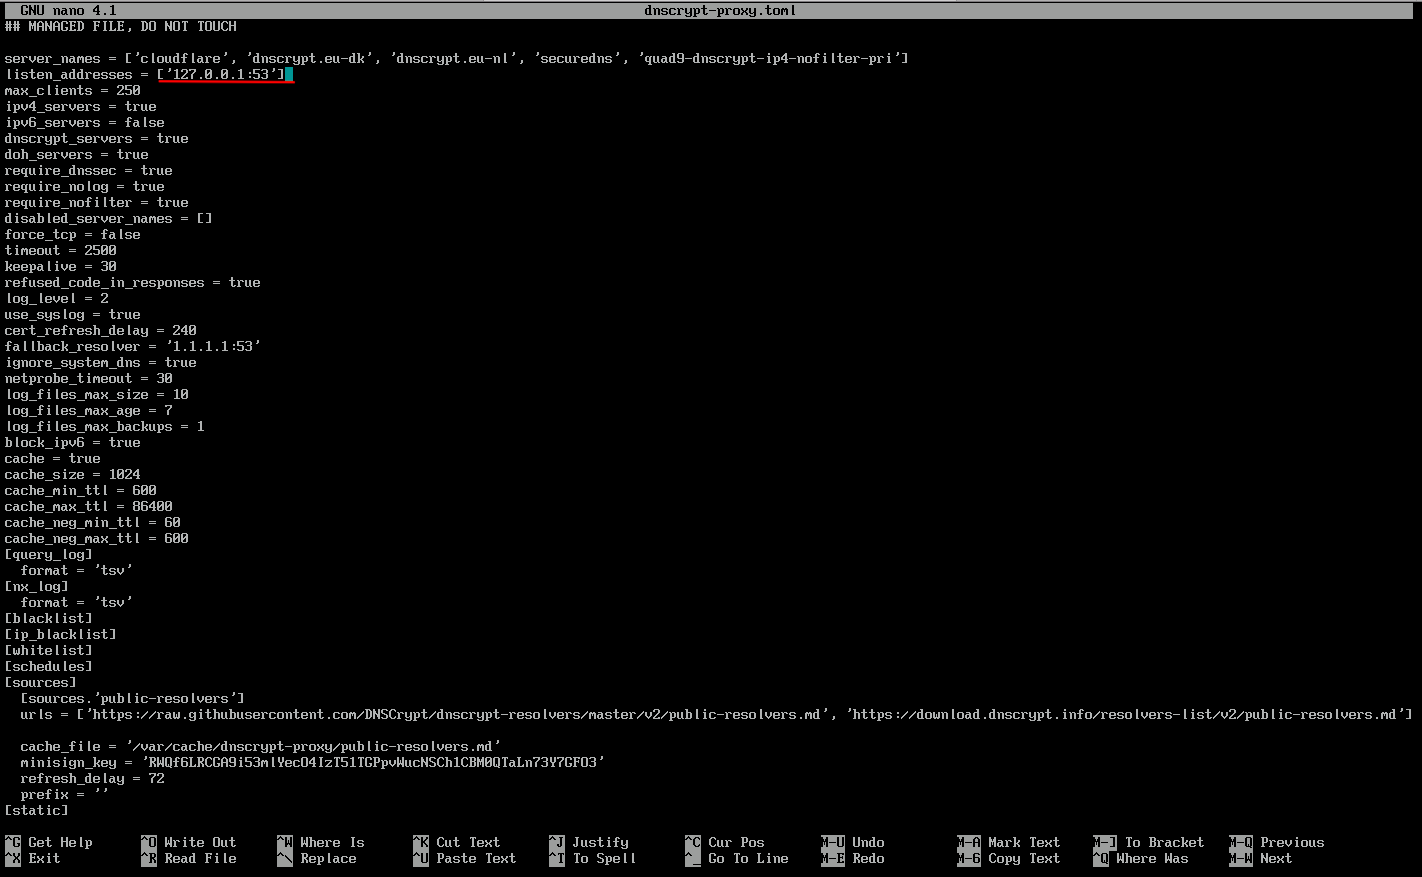 GNU nano 4.1 dnscrypt-proxy.toml
## MANAGED FILE, DO NOT TOUCH
server_names = ['cloudflare', 'dnscrypt.eu-dk', 'dnscrypt.eu-nl', 'securedns', 'quad9-dnscrypt-ip4-nofilter-pri']
listen_addresses = ['127.0.0.1:53']
max_clients = 250
ipv4_servers = true
ipv6_servers = false
dnscrypt_servers = true
doh_servers = true
require_dnssec = true
require_nolog = true
require_nofilter = true
disabled_server_names = []
force_tcp = false
timeout = 2500
keepalive = 30
refused_code_in_responses = true
log_level = 2
use_syslog = true
cert_refresh_delay = 240
fallback_resolver = '1.1.1.1:53'
ignore_system_dns = true
netprobe_timeout = 30
log_files_max_size = 10
log_files_max_age = 7
log_files_max_backups = 1
block_ipv6 = true
cache = true
cache_size = 1024
cache_min_ttl = 600
cache_max_ttl = 86400
cache_neg_min_ttl = 60
cache_neg_max_ttl = 600
[query_log]
  format = 'tsv'
[nx_log]
  format = 'tsv'
[blacklist]
[ip_blacklist]
[whitelist]
[schedules]
[sources]
  [sources.'public-resolvers']
  urls = ['https://raw.githubusercontent.com/DNSCrypt/dnscrypt-resolvers/master/v2/public-resolvers.md', 'https://download.dnscrypt.info/resolvers-list/v2/public-resolvers.md']
  cache_file = '/var/cache/dnscrypt-proxy/public-resolvers.md'
  minisign_key = 'RWQf6LRCGA9i53mlYecO4IzT51TGPpvWucNSCh1CBM0QTaLn73Y7GFO3'
  refresh_delay = 72
  prefix = ''
[static]
^G Get Help ^O Write Out ^W Where Is ^K Cut Text ^J Justify ^C Cur Pos M-U Undo M-A Mark Text M-] To Bracket M-Q Previous
^X Exit ^R Read File ^\ Replace ^U Paste Text ^T To Spell ^_ Go To Line M-E Redo M-6 Copy Text ^Q Where Was M-W Next